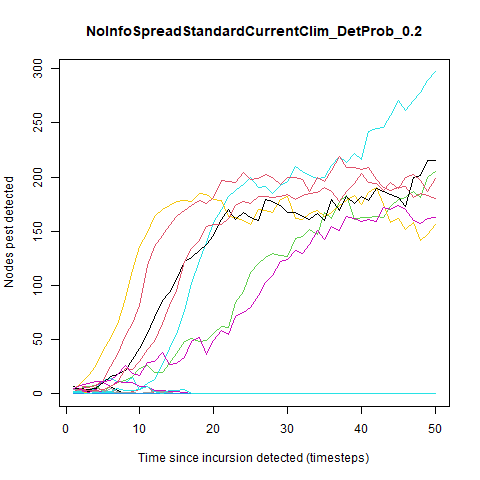 NoInfoSpreadStandardCurrentClim_DetProb_0.2
Nodes pest detected
300
250
200
150
100
50
0
0 10 20 30 40 50
Time since incursion detected (timesteps)